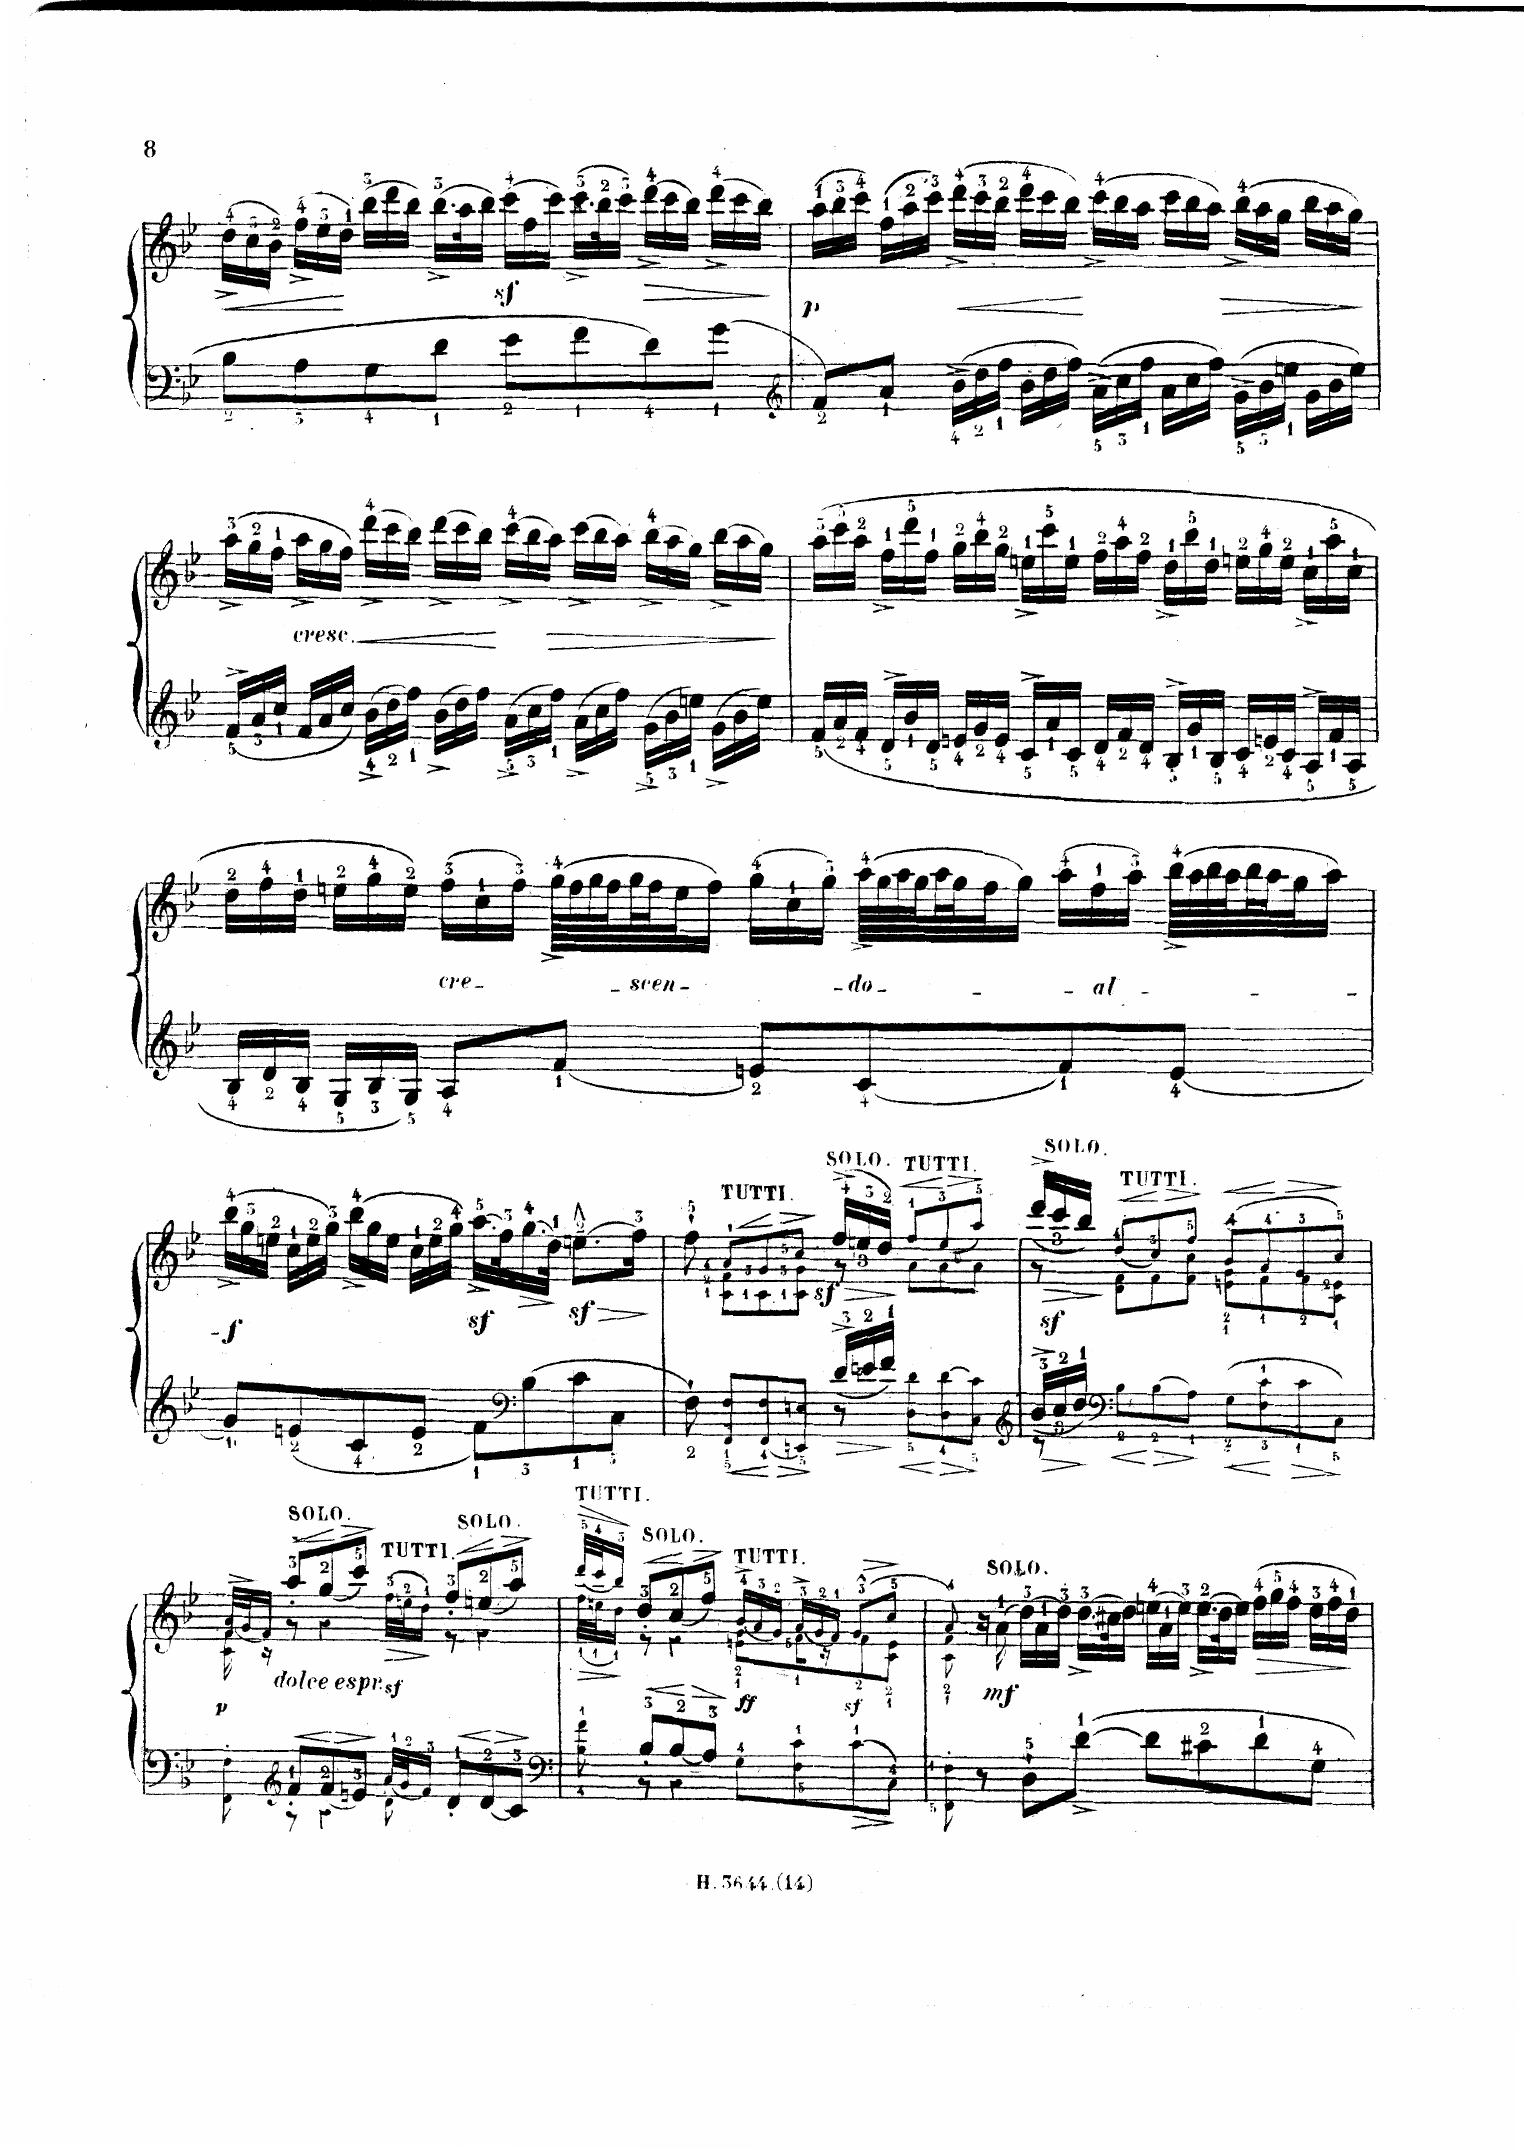 8
sf
p
cresc.
cre - - scen - - do - - al - - -
SOLO. TUTTI. SOLO.
TUTTI. TUTTI.
- f sf sf sf sf
TUTTI.
SOLO. SOLO. SOLO.
TUTTI. TUTTI. SOLO.
p dolce espr. sf ff sf mf
H. 3644. (14)